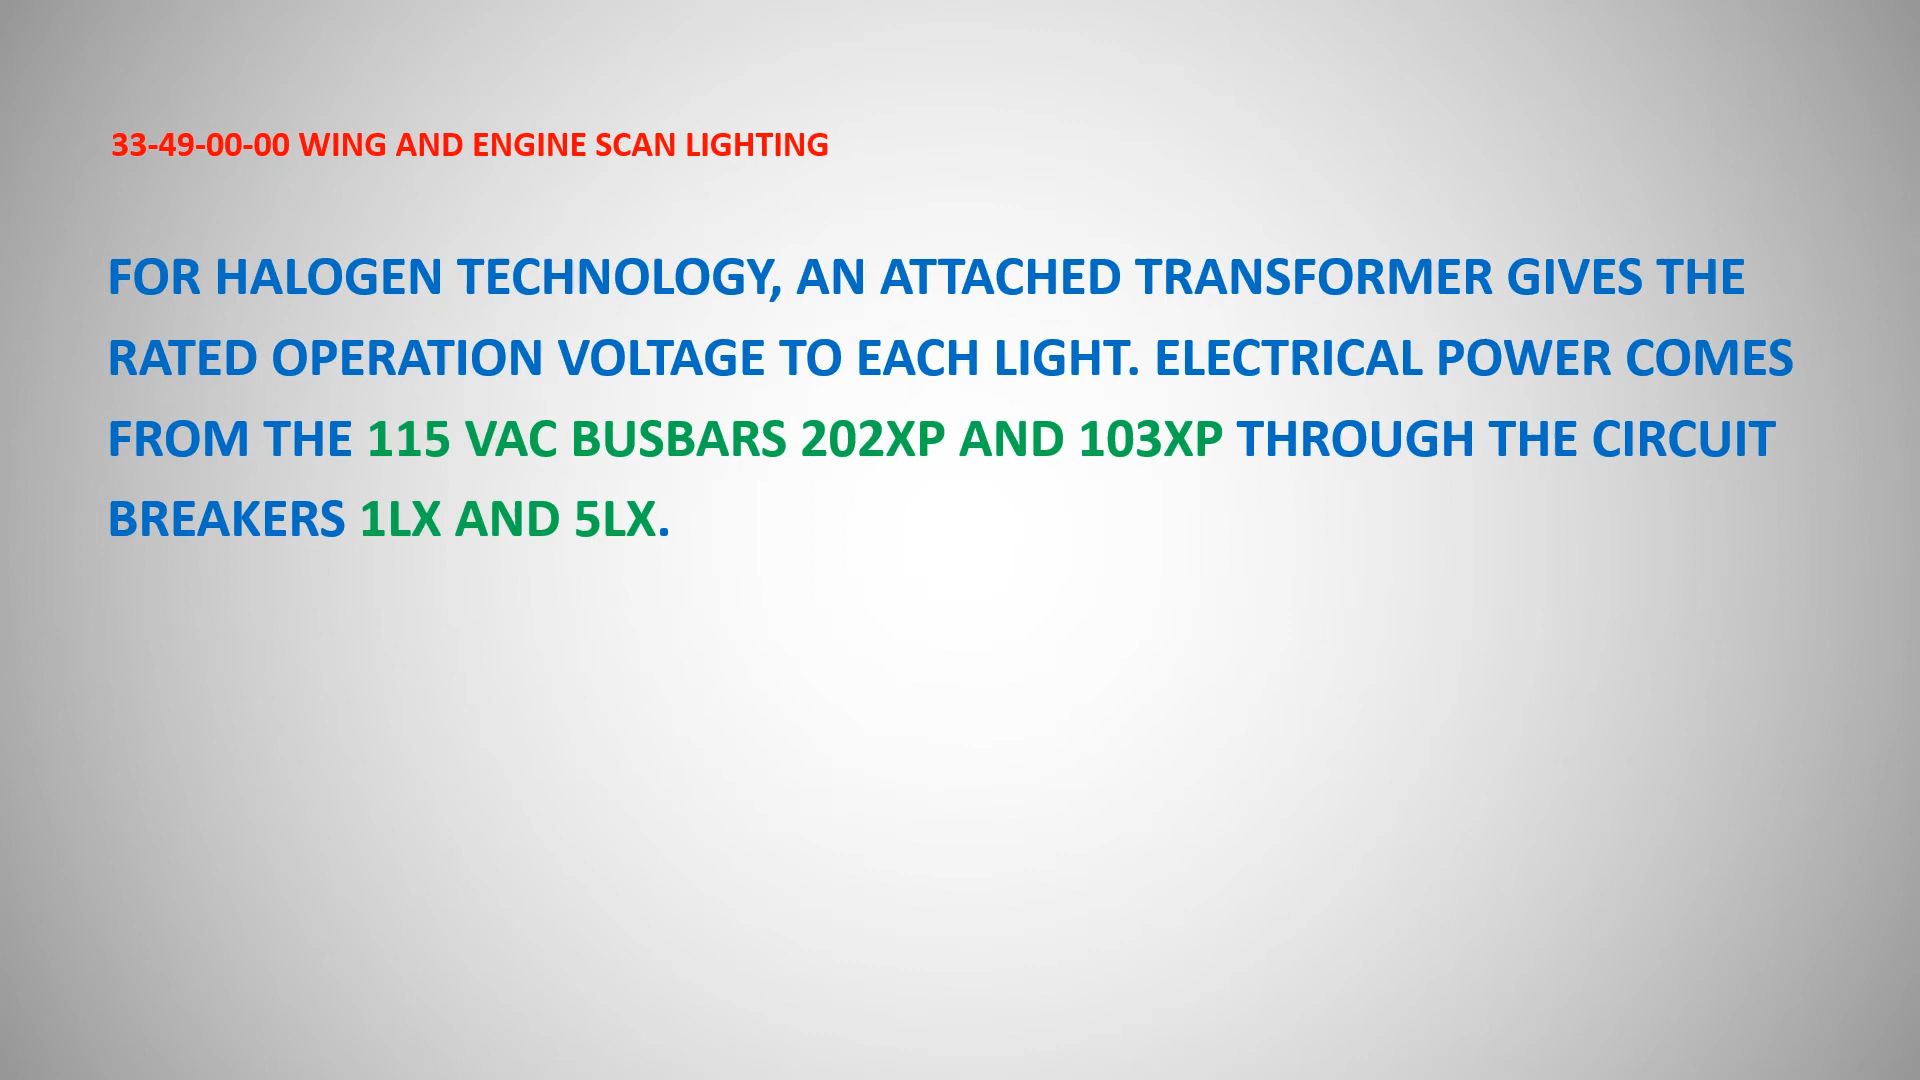 33-49-00-00 WING AND ENGINE SCAN LIGHTING
FOR HALOGEN TECHNOLOGY, AN ATTACHED TRANSFORMER GIVES THE
RATED OPERATION VOLTAGE TO EACH LIGHT. ELECTRICAL POWER COMES
FROM THE 115 VAC BUSBARS 202XP AND 103XP THROUGH THE CIRCUIT
BREAKERS 1LX AND 5LX.